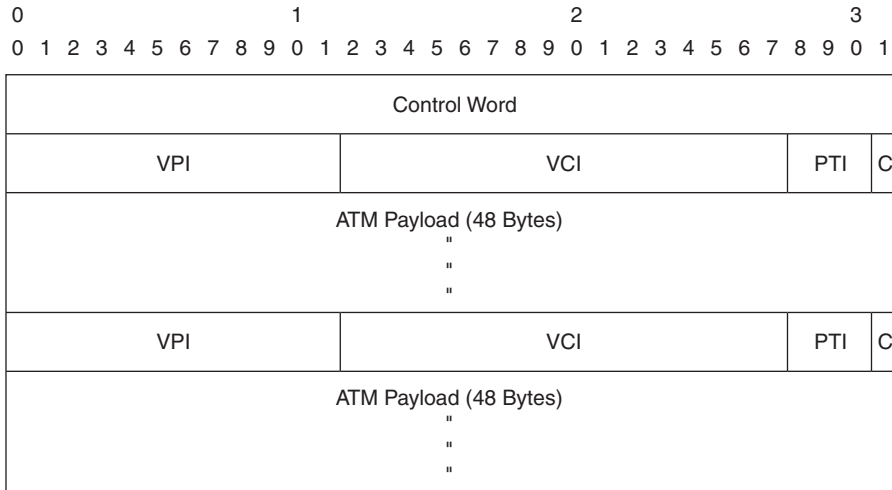 0 1 2 3
0 1 2 3 4 5 6 7 8 9 0 1 2 3 4 5 6 7 8 9 0 1 2 3 4 5 6 7 8 9 0 1
Control Word
VPI VCI PTI C
ATM Payload (48 Bytes)
"
"
"
VPI VCI PTI C
ATM Payload (48 Bytes)
"
"
"